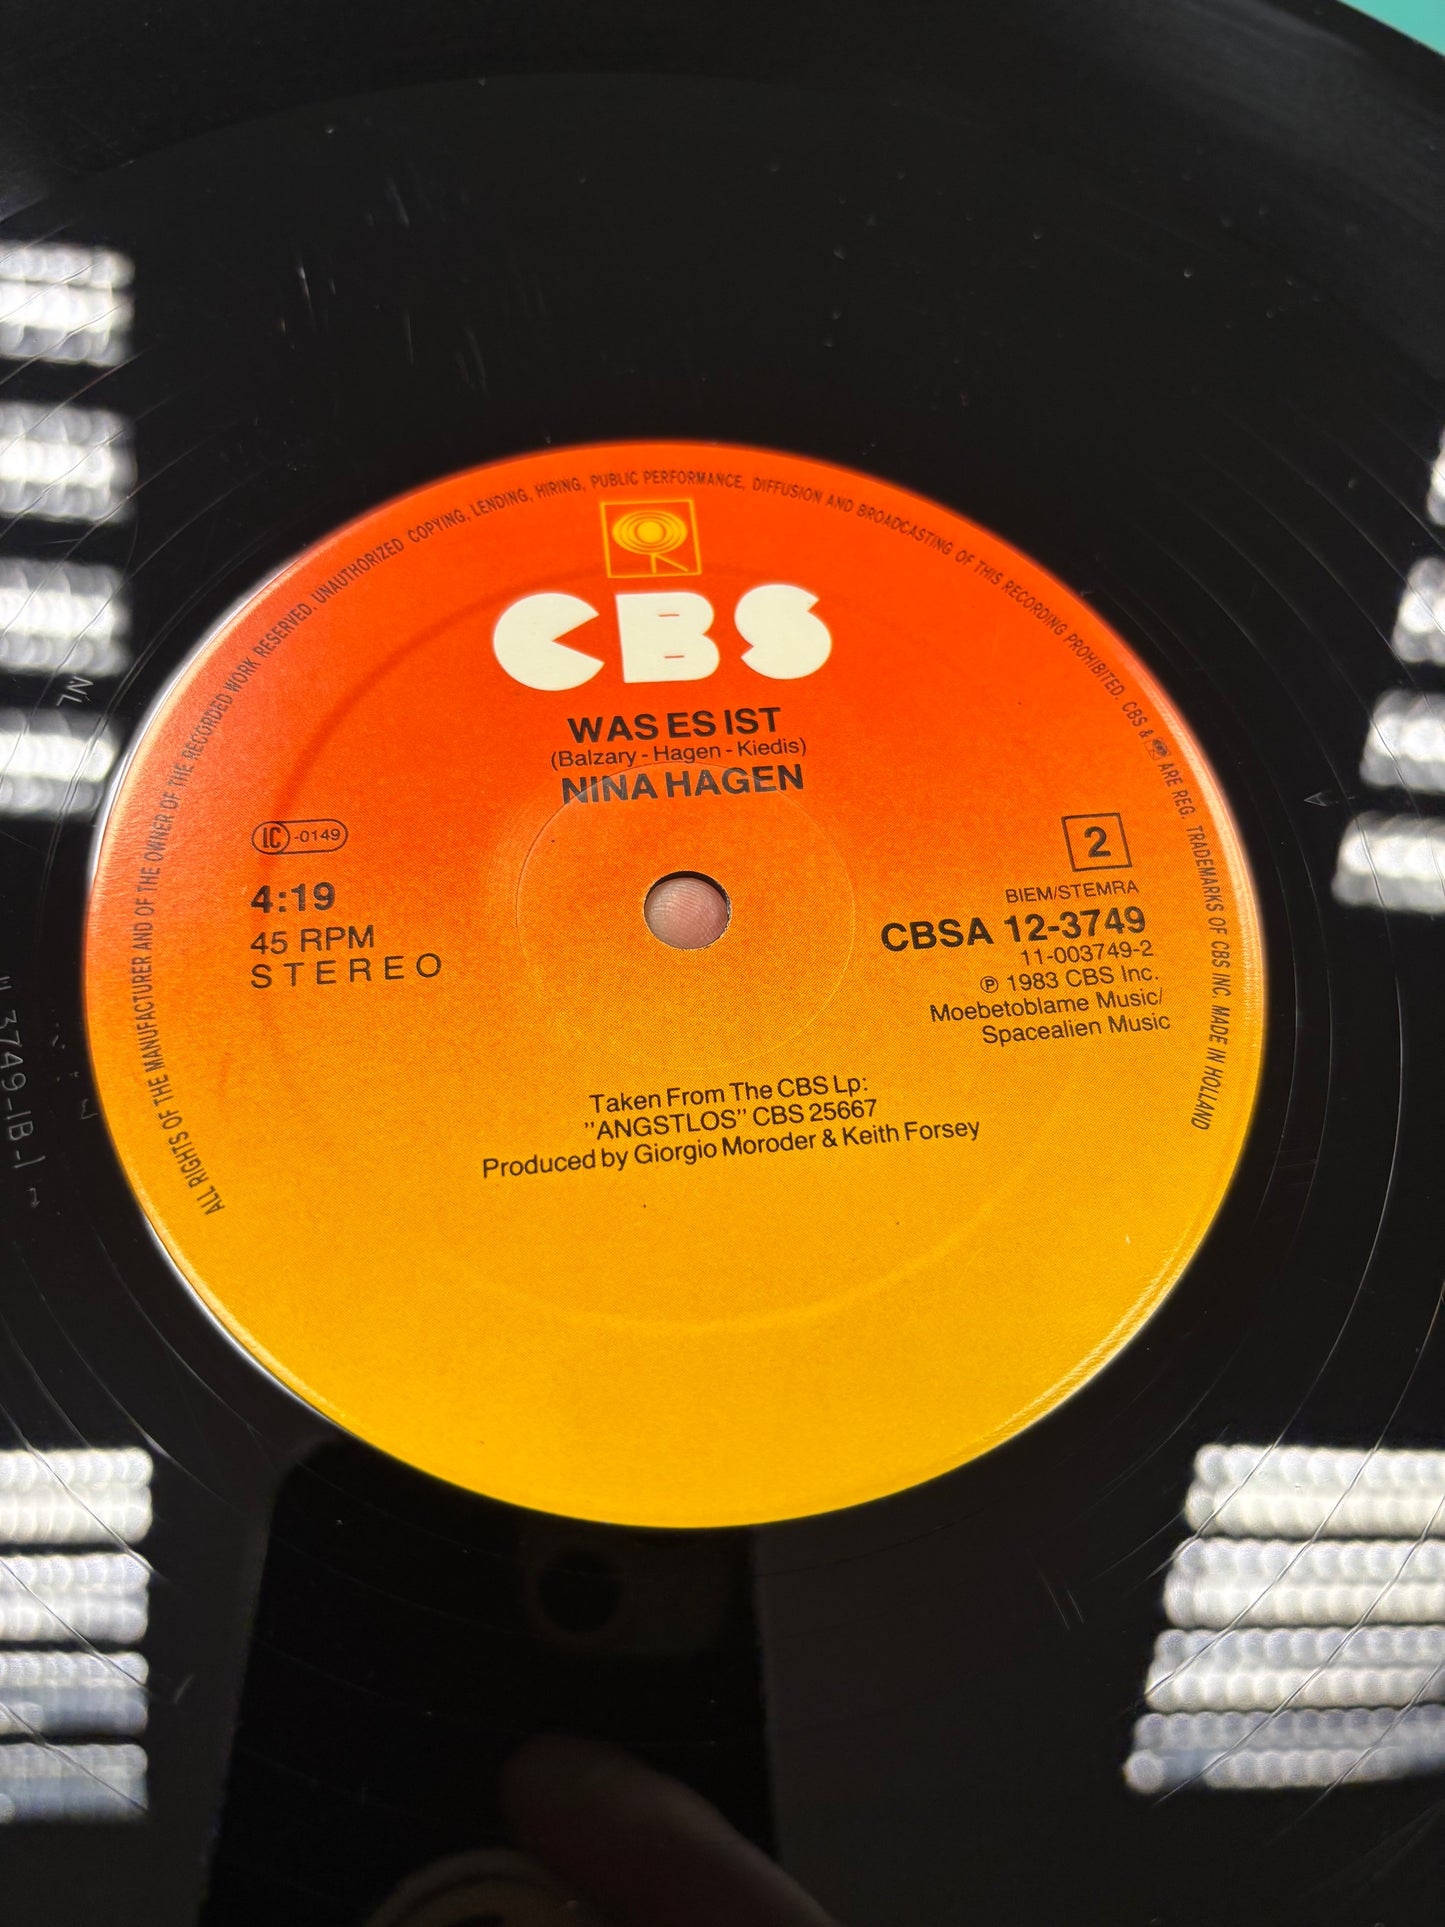 ALL RIGHTS OF THE MANUFACTURER AND OF THE OWNER OF THE RECORDED WORK RESERVED. UNAUTHORIZED COPYING, LENDING, HIRING, PUBLIC PERFORMANCE, DIFFUSION AND BROADCASTING OF THIS RECORDING PROHIBITED. CBS & ARE REG. TRADEMARKS OF CBS INC. MADE IN HOLLAND
CBS
WAS ES IST
(Balzary - Hagen - Kiedis)
NINA HAGEN
LC -0149
4:19
45 RPM
STEREO
2
BIEM/STEMRA
CBSA 12-3749
11-003749-2
℗ 1983 CBS Inc.
Moebetoblame Music/
Spacealien Music
Taken From The CBS Lp:
"ANGSTLOS" CBS 25667
Produced by Giorgio Moroder & Keith Forsey
NL
3749-1B-1